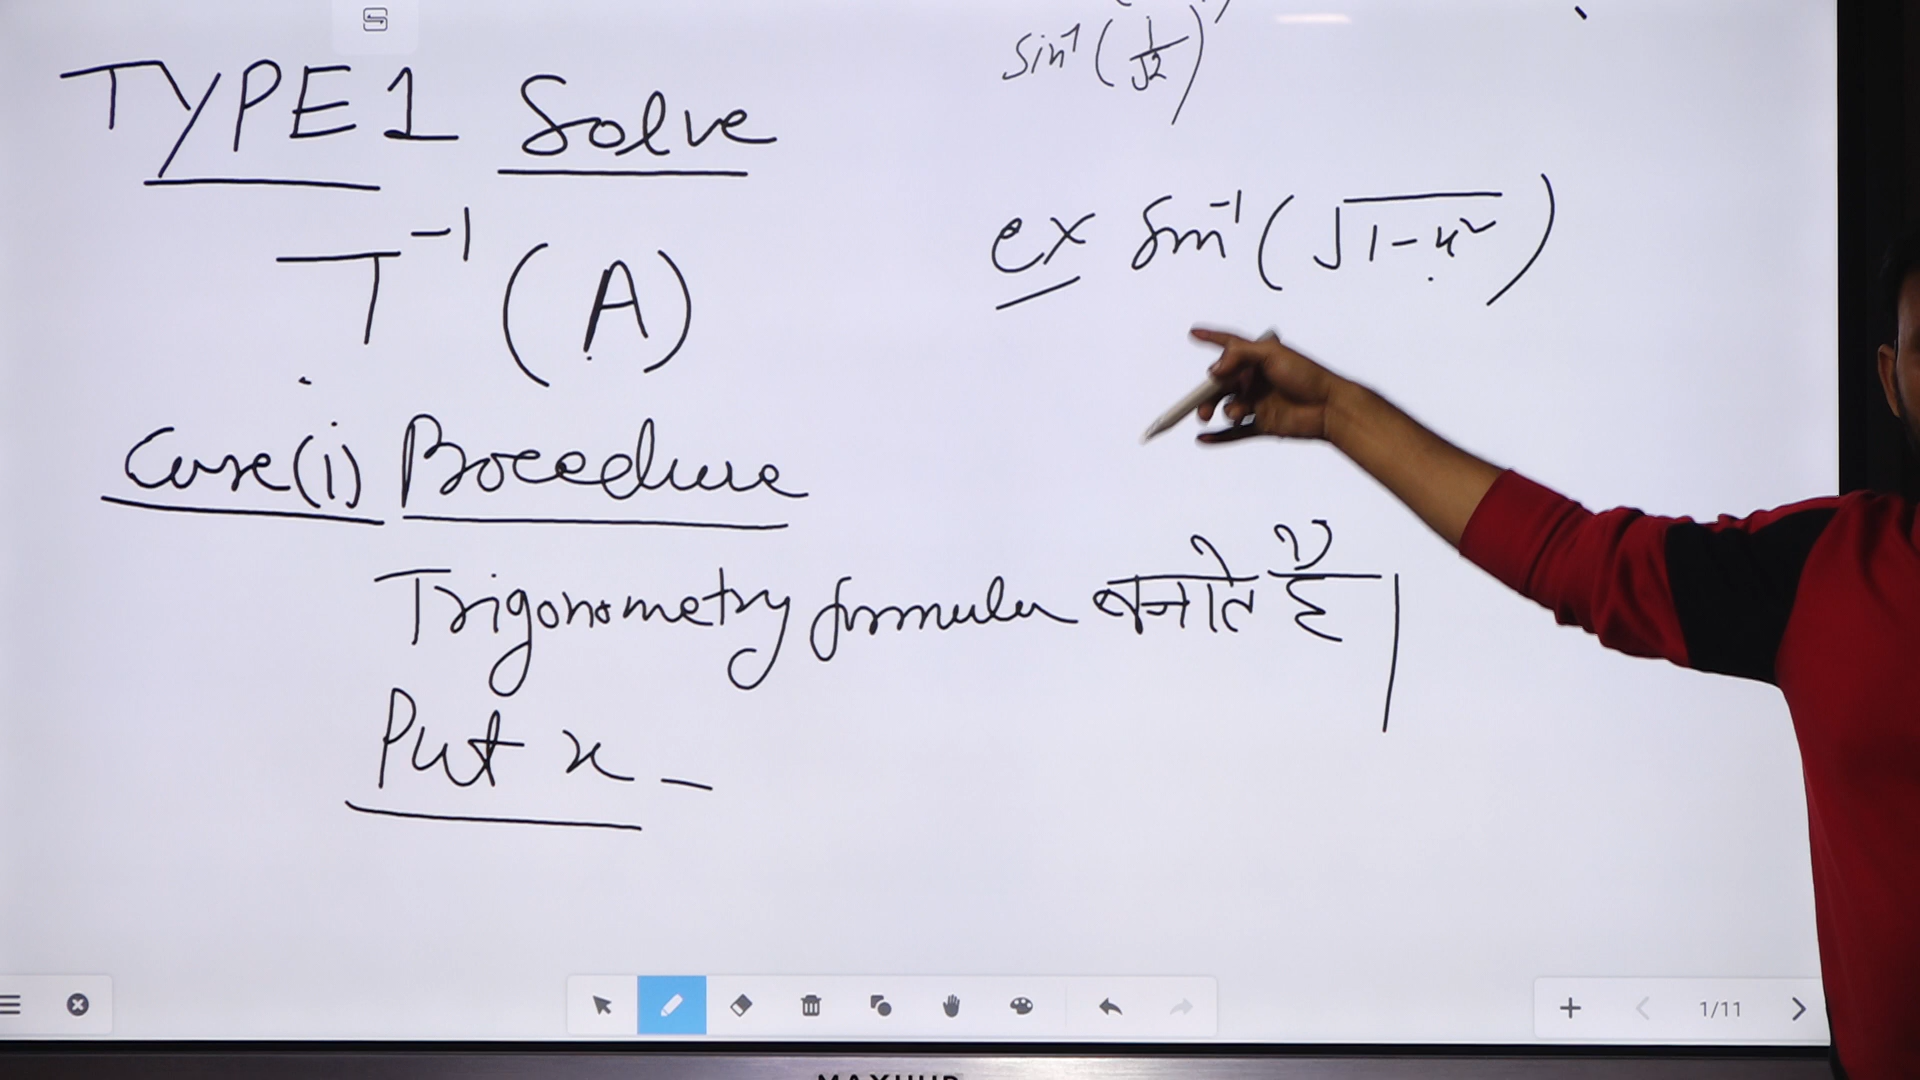 TYPE 1 Solve
T⁻¹ (A)
Case(i) Procedure
Trigonometry formula बनाते है।
Put x –
sin⁻¹ (1/√2)
ex sin⁻¹ (√1-x²)
1/11